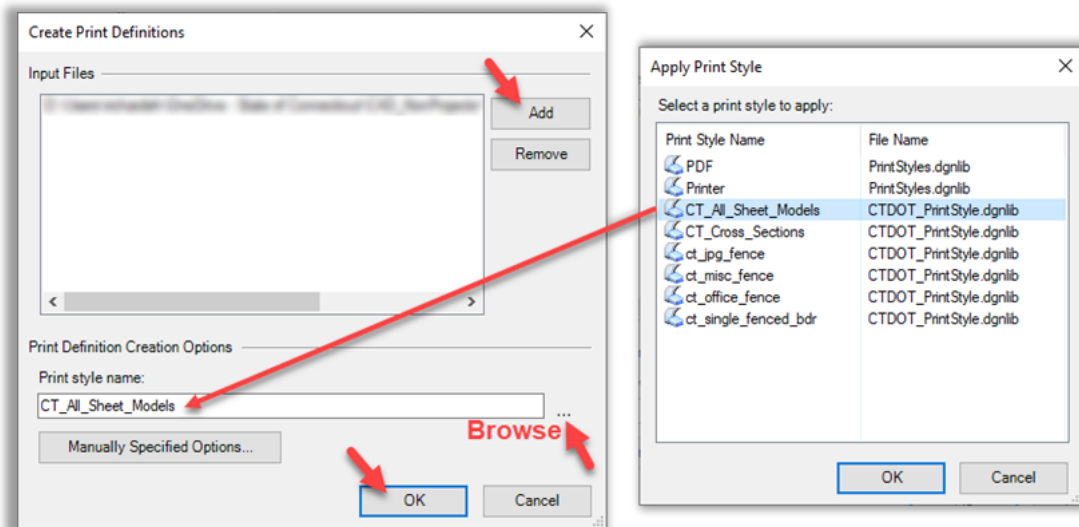 Create Print Definitions
Input Files
Add
Remove
Print Definition Creation Options
Print style name:
CT_All_Sheet_Models
...
Browse
Manually Specified Options...
OK
Cancel
Apply Print Style
Select a print style to apply:
Print Style Name File Name
PDF PrintStyles.dgnlib
Printer PrintStyles.dgnlib
CT_All_Sheet_Models CTDOT_PrintStyle.dgnlib
CT_Cross_Sections CTDOT_PrintStyle.dgnlib
ct_jpg_fence CTDOT_PrintStyle.dgnlib
ct_misc_fence CTDOT_PrintStyle.dgnlib
ct_office_fence CTDOT_PrintStyle.dgnlib
ct_single_fenced_bdr CTDOT_PrintStyle.dgnlib
OK
Cancel